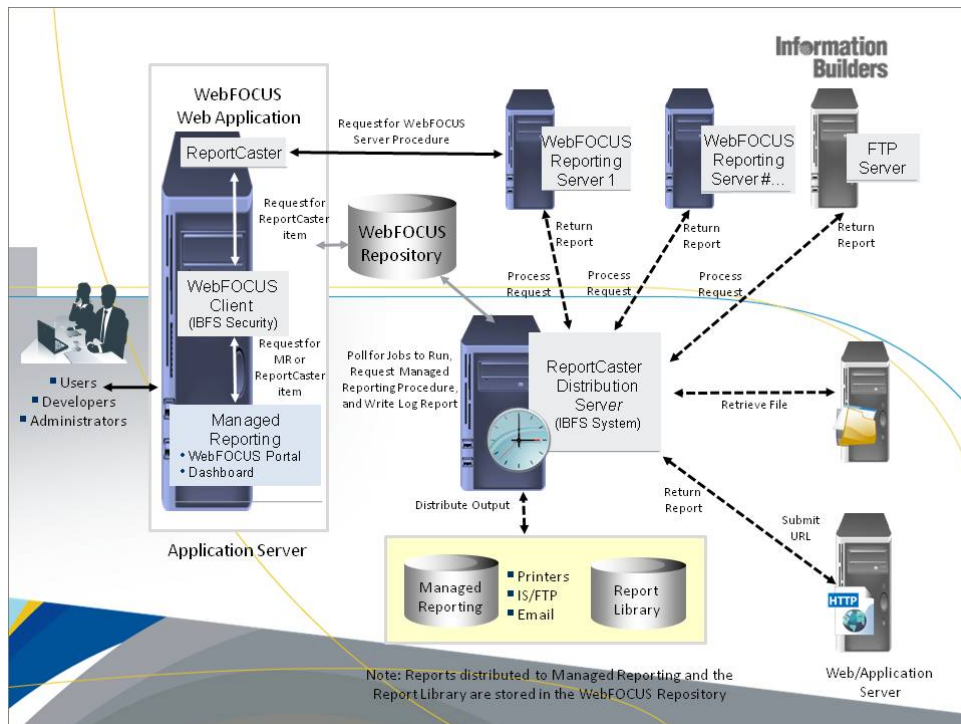 Information
Builders
WebFOCUS
Web Application
ReportCaster
Request for WebFOCUS
Server Procedure
WebFOCUS
Reporting
Server 1
WebFOCUS
Reporting
Server #...
FTP
Server
Request for
ReportCaster
item
WebFOCUS
Repository
Return
Report
Return
Report
Return
Report
Process
Request
Process
Request
Process
Request
WebFOCUS
Client
(IBFS Security)
Request for
MR or
ReportCaster
item
Poll for Jobs to Run,
Request Managed
Reporting Procedure,
and Write Log Report
ReportCaster
Distribution
Server
(IBFS System)
Retrieve File
▪ Users
▪ Developers
▪ Administrators
Managed
Reporting
• WebFOCUS Portal
• Dashboard
Application Server
Distribute Output
Return
Report
Submit
URL
Managed
Reporting
▪ Printers
▪ IS/FTP
▪ Email
Report
Library
HTTP
Web/Application
Server
Note: Reports distributed to Managed Reporting and the
Report Library are stored in the WebFOCUS Repository